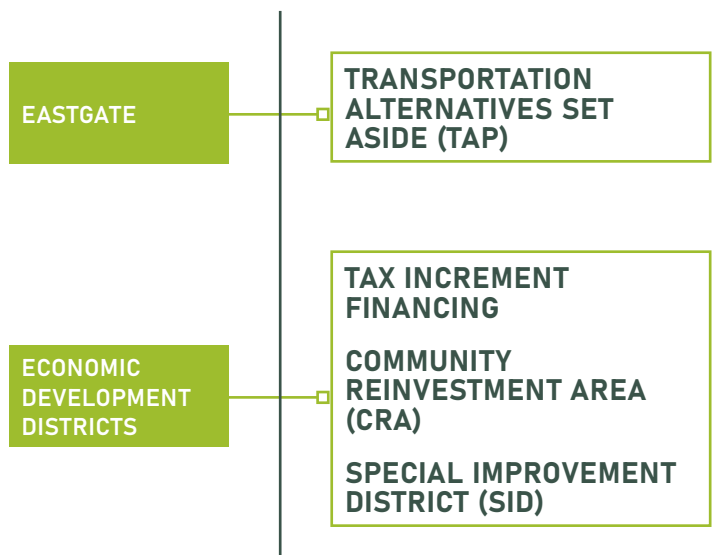 EASTGATE
TRANSPORTATION
ALTERNATIVES SET
ASIDE (TAP)
ECONOMIC
DEVELOPMENT
DISTRICTS
TAX INCREMENT
FINANCING
COMMUNITY
REINVESTMENT AREA
(CRA)
SPECIAL IMPROVEMENT
DISTRICT (SID)